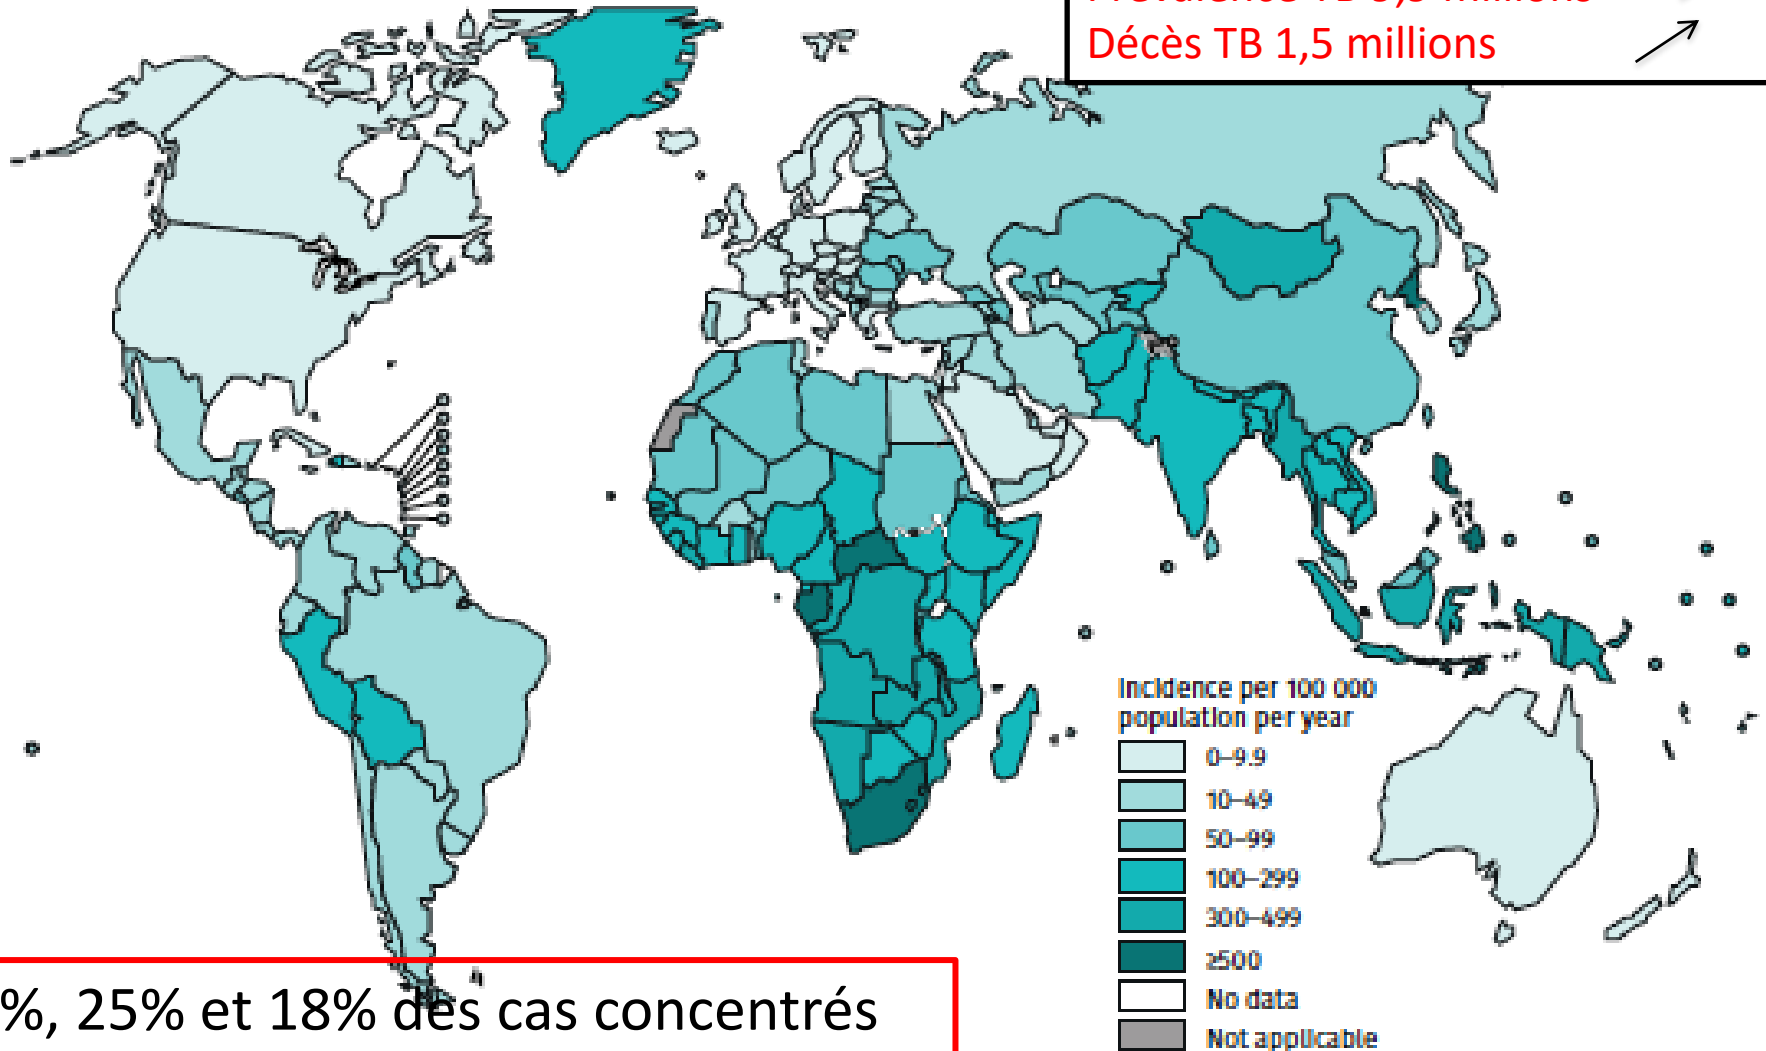 Décès TB 1,5 millions
Incidence per 100 000
population per year
0–9.9
10–49
50–99
100–299
300–499
≥500
No data
Not applicable
%, 25% et 18% des cas concentrés